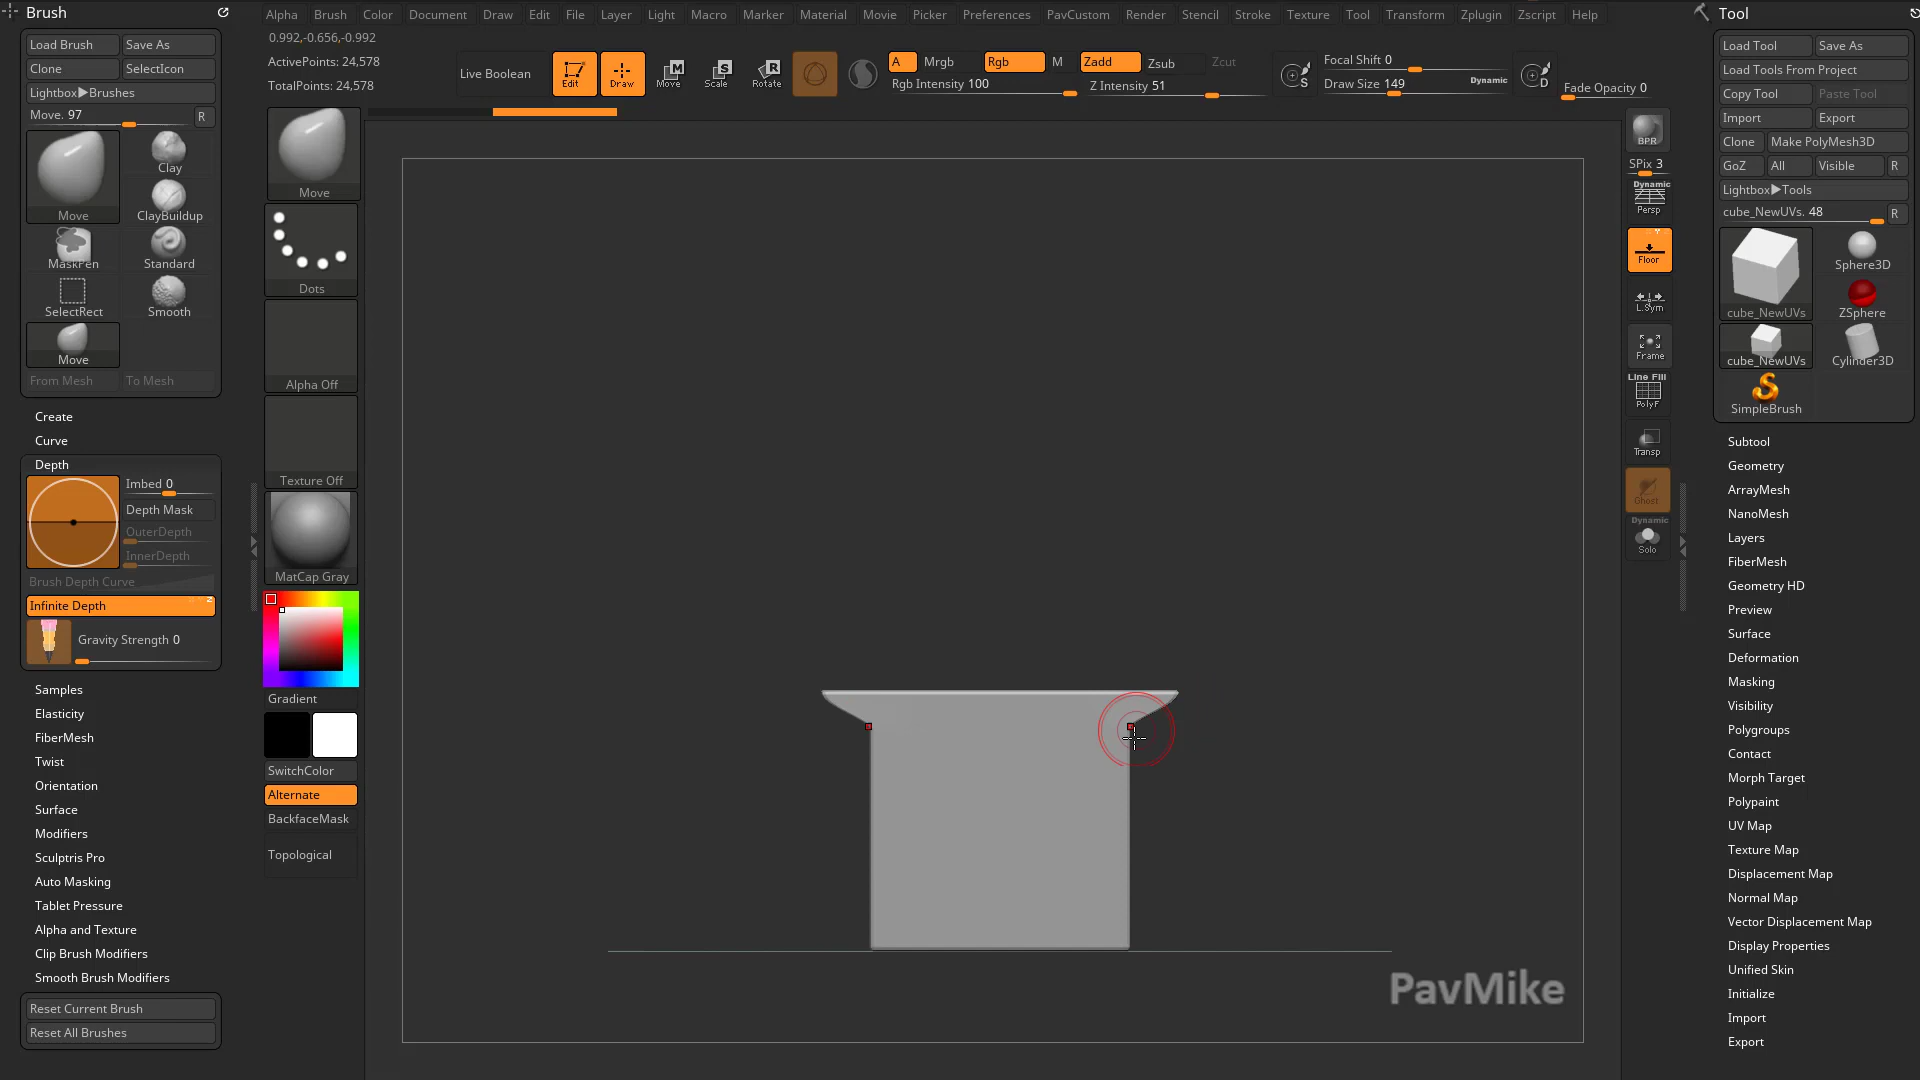 Brush
Alpha Brush Color Document Draw Edit File Layer Light Macro Marker Material Movie Picker Preferences PavCustom Render Stencil Stroke Texture Tool Transform Zplugin Zscript Help
Tool
0.992,-0.656,-0.992
ActivePoints: 24,578
TotalPoints: 24,578
Live Boolean
Edit
Draw
Move
Scale
Rotate
A
Mrgb
Rgb
M
Zadd
Zsub
Zcut
Rgb Intensity 100
Z Intensity 51
S
Focal Shift 0
Draw Size 149
Dynamic
D
Fade Opacity 0
Load Brush
Save As
Clone
SelectIcon
Lightbox▶Brushes
Move. 97
R
Move
Clay
ClayBuildup
MaskPen
Standard
SelectRect
Smooth
Move
From Mesh
To Mesh
Create
Curve
Depth
Imbed 0
Depth Mask
OuterDepth
InnerDepth
Brush Depth Curve
Infinite Depth
Gravity Strength 0
Samples
Elasticity
FiberMesh
Twist
Orientation
Surface
Modifiers
Sculptris Pro
Auto Masking
Tablet Pressure
Alpha and Texture
Clip Brush Modifiers
Smooth Brush Modifiers
Reset Current Brush
Reset All Brushes
Move
Dots
Alpha Off
Texture Off
MatCap Gray
Gradient
SwitchColor
Alternate
BackfaceMask
Topological
PavMike
BPR
SPix 3
Dynamic
Persp
Floor
L.Sym
Frame
Line Fill
PolyF
Transp
Ghost
Dynamic
Solo
Load Tool
Save As
Load Tools From Project
Copy Tool
Paste Tool
Import
Export
Clone
Make PolyMesh3D
GoZ
All
Visible
R
Lightbox▶Tools
cube_NewUVs. 48
R
cube_NewUVs
Sphere3D
ZSphere
cube_NewUVs
Cylinder3D
SimpleBrush
Subtool
Geometry
ArrayMesh
NanoMesh
Layers
FiberMesh
Geometry HD
Preview
Surface
Deformation
Masking
Visibility
Polygroups
Contact
Morph Target
Polypaint
UV Map
Texture Map
Displacement Map
Normal Map
Vector Displacement Map
Display Properties
Unified Skin
Initialize
Import
Export